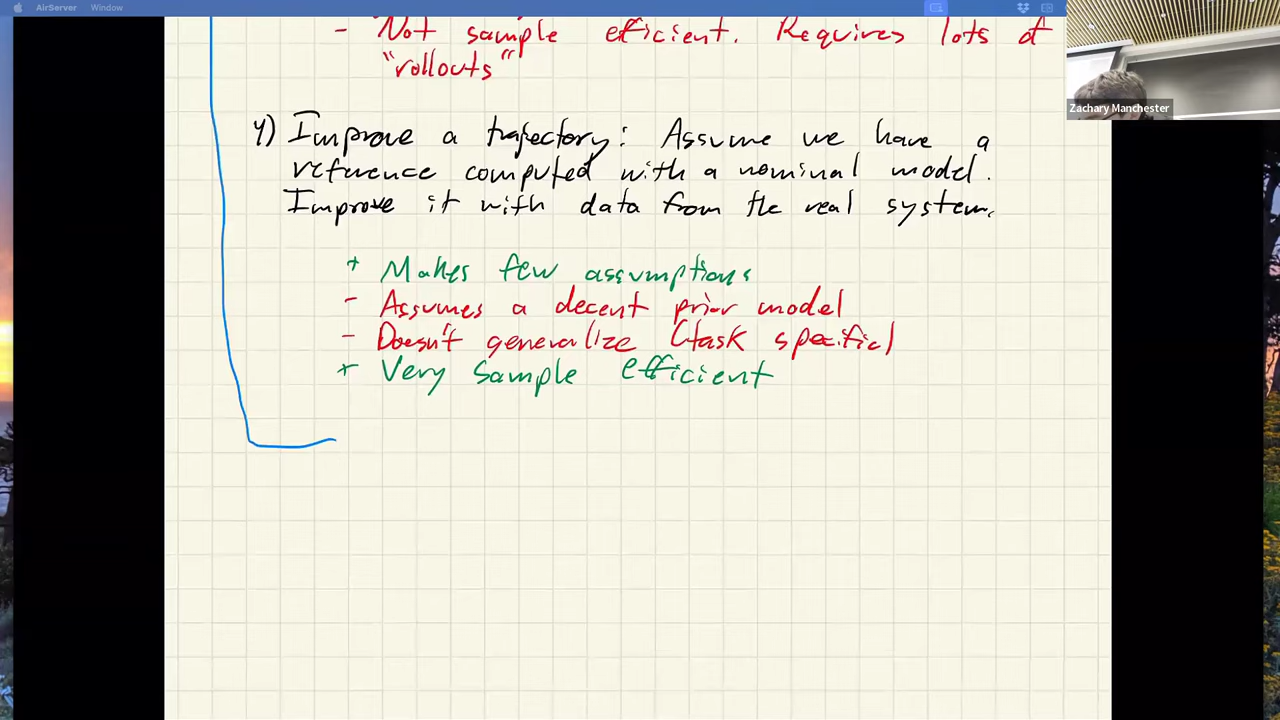 AirServer Window
- Not sample efficient. Requires lots of
"rollouts"
Zachary Manchester
4) Improve a trajectory: Assume we have a
reference computed with a nominal model.
Improve it with data from the real system.
+ Makes few assumptions
- Assumes a decent prior model
- Doesn't generalize (task specific)
+ Very sample efficient